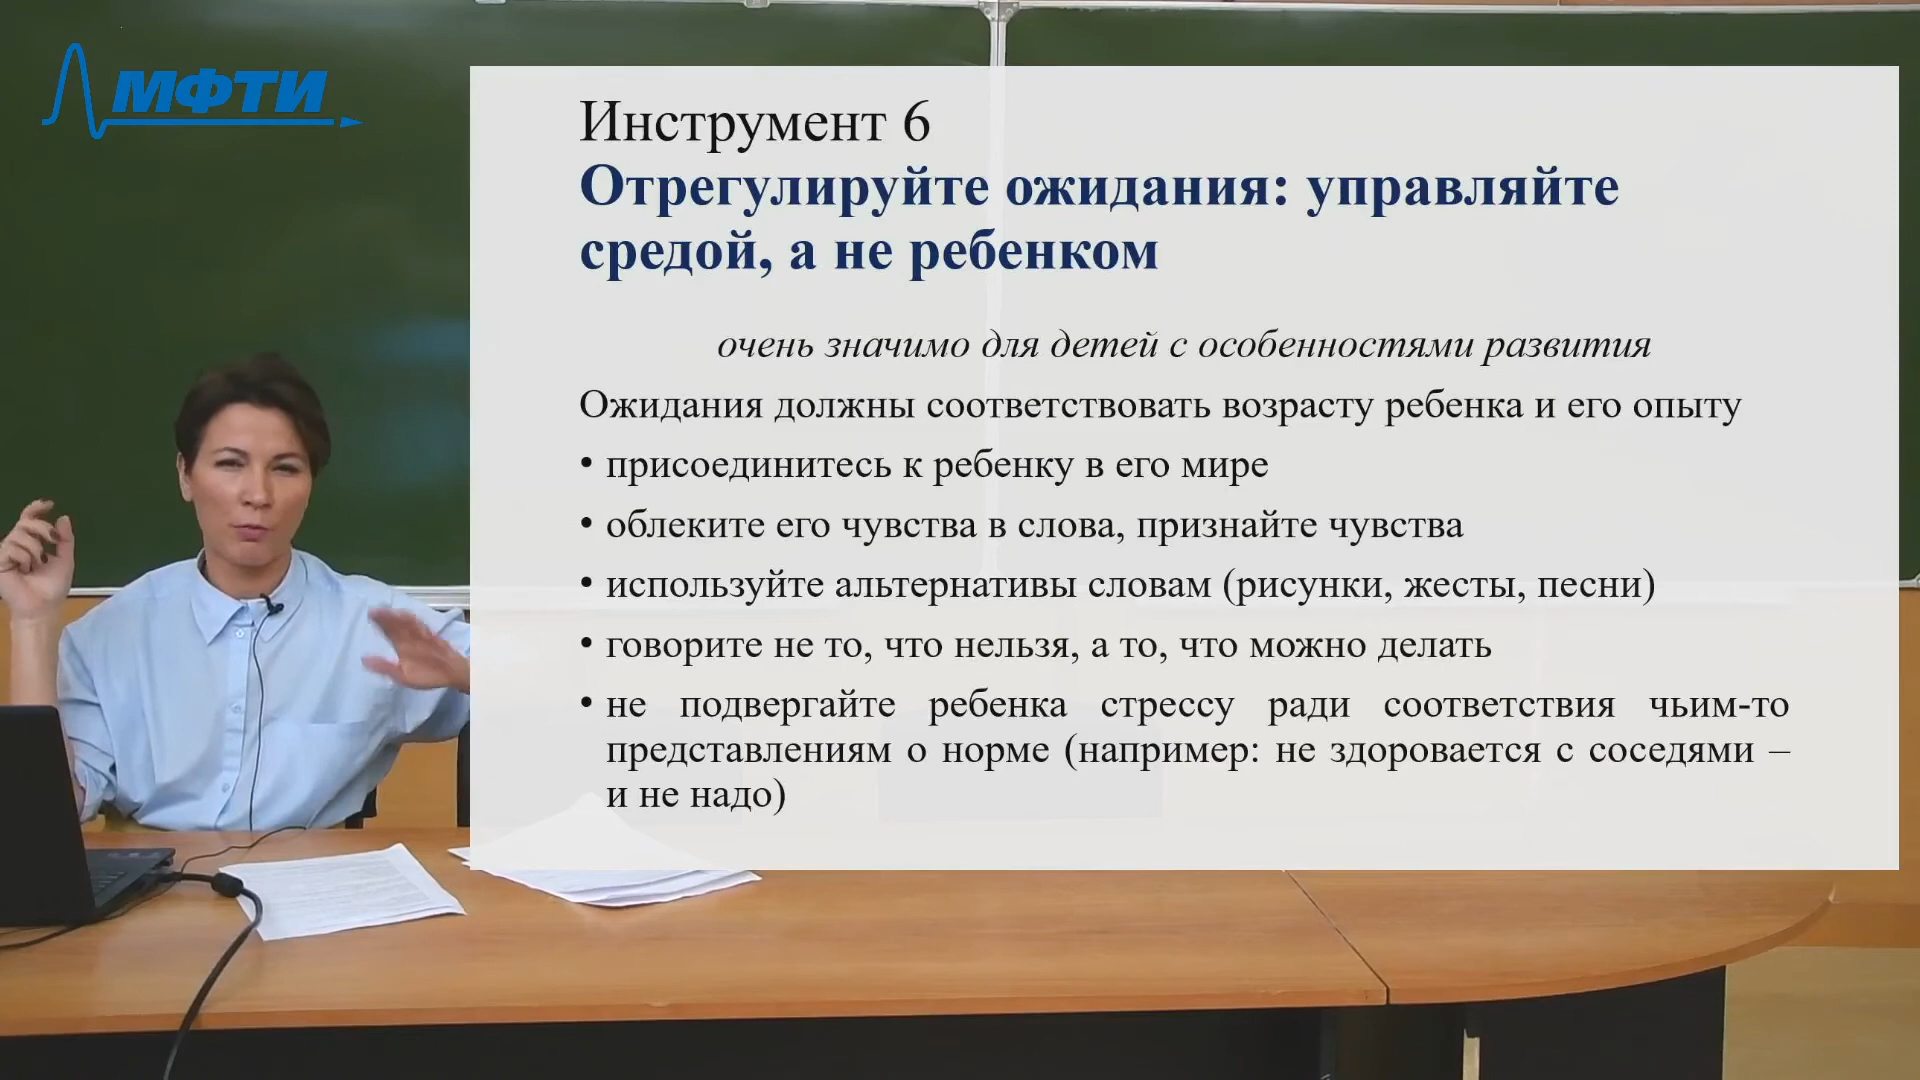 МФТИ
Инструмент 6
Отрегулируйте ожидания: управляйте
средой, а не ребенком
очень значимо для детей с особенностями развития
Ожидания должны соответствовать возрасту ребенка и его опыту
• присоединитесь к ребенку в его мире
• облеките его чувства в слова, признайте чувства
• используйте альтернативы словам (рисунки, жесты, песни)
• говорите не то, что нельзя, а то, что можно делать
• не подвергайте ребенка стрессу ради соответствия чьим-то
представлениям о норме (например: не здоровается с соседями –
и не надо)